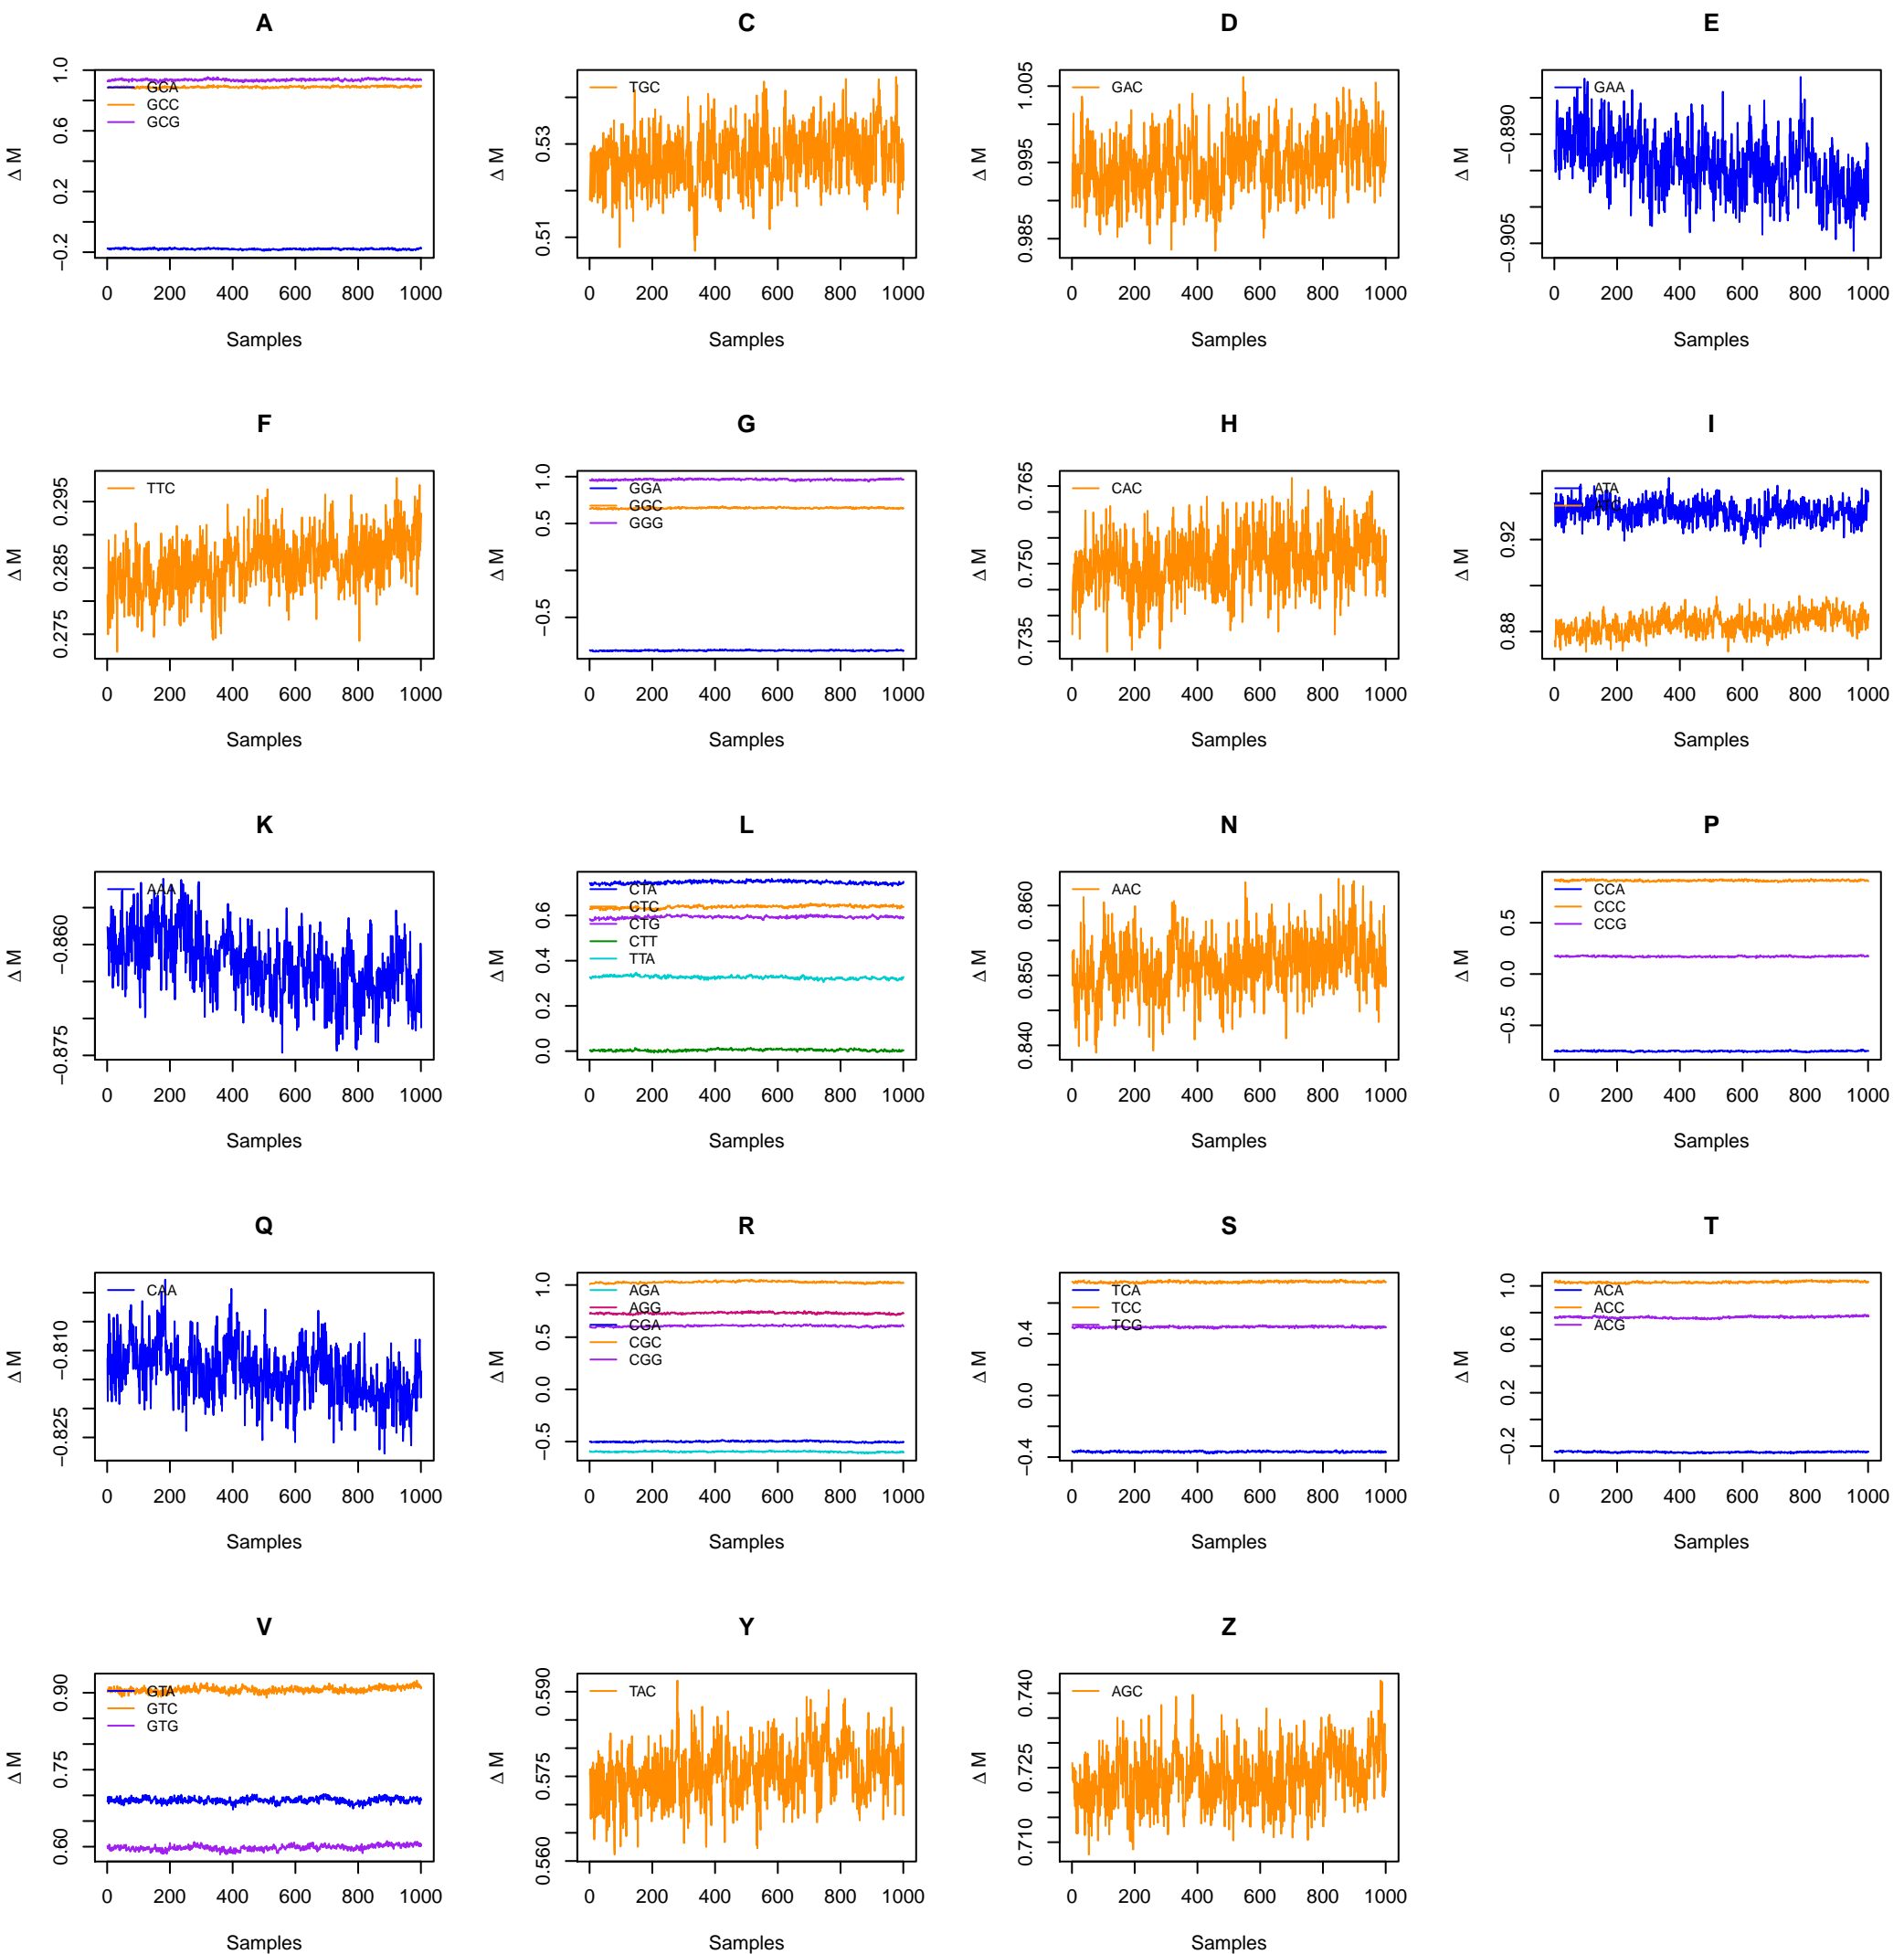 A
C
D
E
ΔM
1.0
0.6
0.2
−0.2
GCA
GCC
GCG
0 200 400 600 800 1000
Samples
ΔM
0.53
0.51
TGC
0 200 400 600 800 1000
Samples
ΔM
1.005
0.995
0.985
GAC
0 200 400 600 800 1000
Samples
ΔM
−0.890
−0.905
GAA
0 200 400 600 800 1000
Samples
F
G
H
I
ΔM
0.295
0.285
0.275
TTC
0 200 400 600 800 1000
Samples
ΔM
1.0
0.5
−0.5
GGA
GGC
GGG
0 200 400 600 800 1000
Samples
ΔM
0.765
0.750
0.735
CAC
0 200 400 600 800 1000
Samples
ΔM
0.92
0.88
ATA
ATC
0 200 400 600 800 1000
Samples
K
L
N
P
ΔM
−0.860
−0.875
AAA
0 200 400 600 800 1000
Samples
ΔM
0.6
0.4
0.2
0.0
CTA
CTC
CTG
CTT
TTA
0 200 400 600 800 1000
Samples
ΔM
0.860
0.850
0.840
AAC
0 200 400 600 800 1000
Samples
ΔM
0.5
0.0
−0.5
CCA
CCC
CCG
0 200 400 600 800 1000
Samples
Q
R
S
T
ΔM
−0.810
−0.825
CAA
0 200 400 600 800 1000
Samples
ΔM
1.0
0.5
0.0
−0.5
AGA
AGG
CGA
CGC
CGG
0 200 400 600 800 1000
Samples
ΔM
0.4
0.0
−0.4
TCA
TCC
TCG
0 200 400 600 800 1000
Samples
ΔM
1.0
0.6
0.2
−0.2
ACA
ACC
ACG
0 200 400 600 800 1000
Samples
V
Y
Z
ΔM
0.90
0.75
0.60
GTA
GTC
GTG
0 200 400 600 800 1000
Samples
ΔM
0.590
0.575
0.560
TAC
0 200 400 600 800 1000
Samples
ΔM
0.740
0.725
0.710
AGC
0 200 400 600 800 1000
Samples